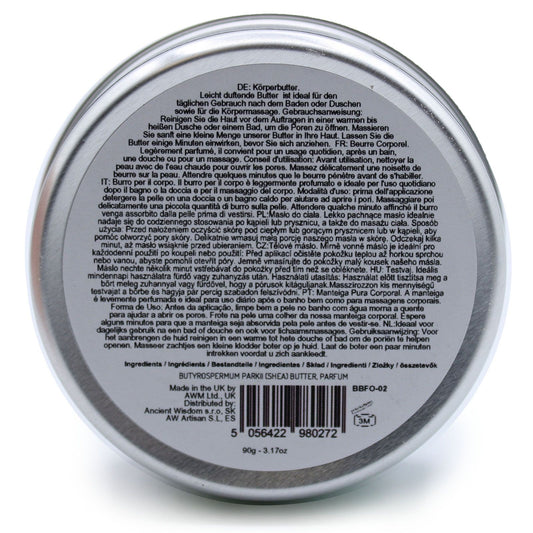 DE: Körperbutter.
Leicht duftende Butter ist ideal für den
täglichen Gebrauch nach dem Baden oder Duschen
sowie für die Körpermassage. Gebrauchsanweisung:
Reinigen Sie die Haut vor dem Auftragen in einer warmen bis
heißen Dusche oder einem Bad, um die Poren zu öffnen. Massieren
Sie sanft eine kleine Menge unserer Butter in Ihre Haut. Lassen Sie die
Butter einige Minuten einwirken, bevor Sie sich anziehen. FR: Beurre Corporel.
Legèrement parfumé, il convient pour un usage quotidien, après un bain,
une douche ou pour un massage. Conseil d'utilisation: Avant utilisation, nettoyer la
peau avec de l'eau chaude pour ouvrir les pores. Massez délicatement une noisette de
beurre sur la peau. Attendre quelques minutes que le beurre pénètre avant de s'habiller.
IT: Burro per il corpo. Il burro per il corpo è leggermente profumato e ideale per l'uso quotidiano
dopo il bagno o la doccia e per il massaggio del corpo. Modalità d'uso: prima dell'applicazione
detergere la pelle in una doccia o un bagno caldo per aiutare ad aprire i pori. Massaggiare poi
delicatamente una piccola quantità di burro sulla pelle. Attendere qualche minuto affinché il burro
venga assorbito dalla pelle prima di vestirsi. PL:Masło do ciała. Lekko pachnące masło idealnie
nadaje się do codziennego stosowania po kąpieli lub prysznicu, a także do masażu ciała. Sposób
użycia: Przed nałożeniem oczyścić skórę pod ciepłym lub gorącym prysznicem lub w kąpieli, aby
pomóc otworzyć pory skóry. Delikatnie wmasuj małą porcję naszego masła w skórę. Odczekaj kilka
minut, aż masło wsiąknie przed ubieraniem. CZ:Tělové máslo. Mírně vonné máslo je ideální pro
každodenní použití po koupeli nebo použití: Před aplikací očistěte pokožku teplou až horkou sprchou
nebo vanou, abyste pomohli otevřít póry. Jemně vmasírujte do pokožky malý kousek našeho másla.
Máslo nechte několik minut vstřebávat do pokožky před tím než se obléknete. HU: Testvaj. Ideális
mindennapi használatra fürdő vagy zuhanyzás után. Használati utasítás: Használat előtt tisztítsa meg a
bőrt meleg zuhannyal vagy fürdővel, hogy a pórusok kitáguljanak.Masszírozzon kis mennyiségű
testvajat a bőrbe és hagyja pár percig szabadon felszívódni. PT: Manteiga Pura Corporal. A manteiga
é levemente perfumada e ideal para uso diário após o banho bem como para massagens corporais.
Forma de Uso: Antes da aplicação, limpe bem a pele no banho com água morna a quente
para ajudar a abrir os poros. Frote na pele uma colher da nossa manteiga corporal. Espere
alguns minutos para que a manteiga seja absorvida pela pele antes de vestir-se. NL:Ideaal voor
dagelijks gebruik na een bad of douche en ook voor lichaamsmassages. Gebruiksaanwijzing: Voor
het aanbrengen de huid reinigen in een warme tot hete douche of bad om de poriën te helpen
openen. Masseer zachtjes een kleine klodder boter op je huid. Laat de boter een paar minuten
intrekken voordat u zich aankleedt.
Ingredients / Ingrédients / Bestandteile / Ingredientes / Skład / Ingredienti / Zložky / összetevők
BUTYROSPERMUM PARKII (SHEA) BUTTER, PARFUM
Made in the UK by
AWM Ltd., UK
Distributed by:
Ancient Wisdom s.r.o, SK
AW Artisan S.L, ES
BBFO-02
5 056422 980272
3M
90g - 3.17oz